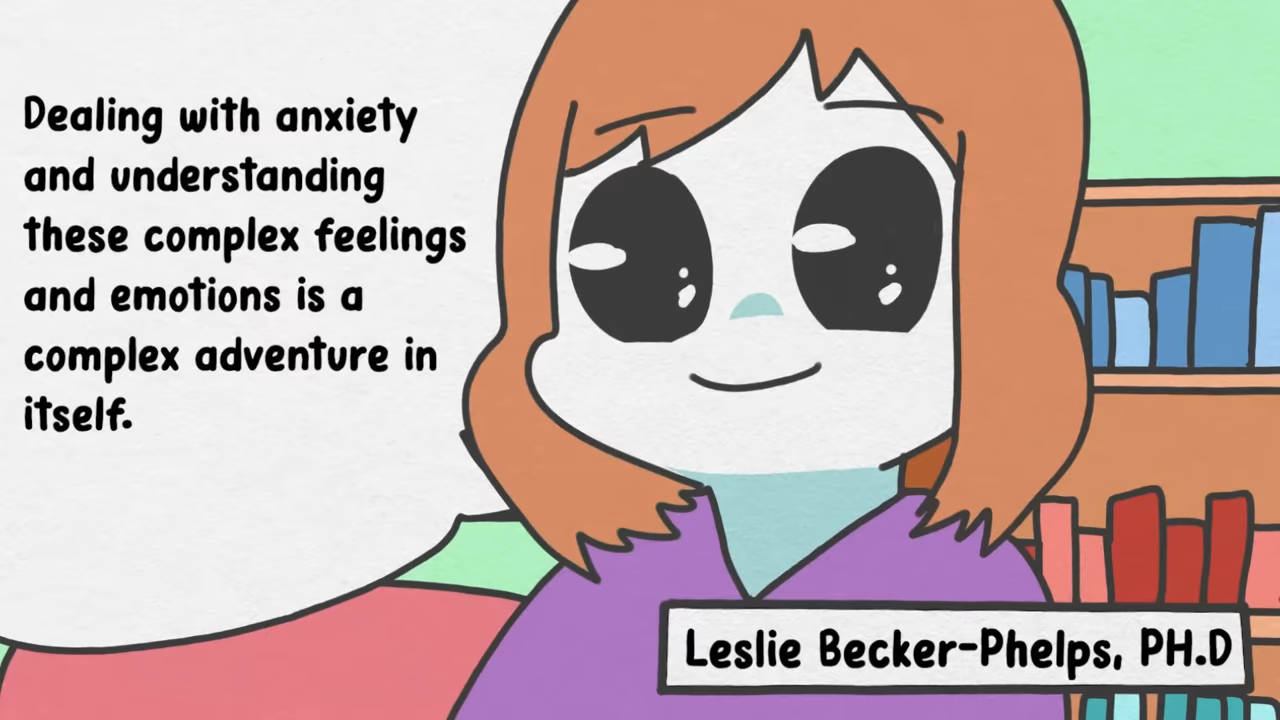 Dealing with anxiety
and understanding
these complex feelings
and emotions is a
complex adventure in
itself.
Leslie Becker-Phelps, PH.D